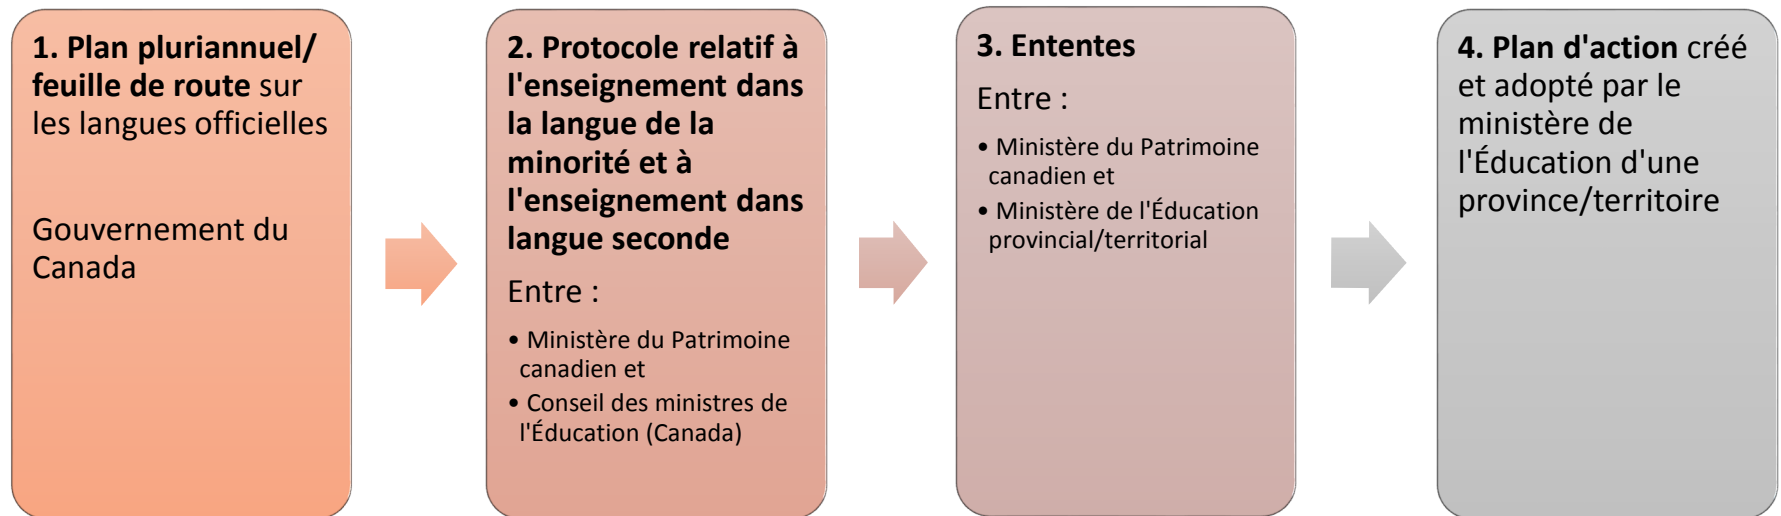 1. Plan pluriannuel/
feuille de route sur
les langues officielles
Gouvernement du
Canada
2. Protocole relatif à
l'enseignement dans
la langue de la
minorité et à
l'enseignement dans
langue seconde
Entre :
• Ministère du Patrimoine
canadien et
• Conseil des ministres de
l'Éducation (Canada)
3. Ententes
Entre :
• Ministère du Patrimoine
canadien et
• Ministère de l'Éducation
provincial/territorial
4. Plan d'action créé
et adopté par le
ministère de
l'Éducation d'une
province/territoire